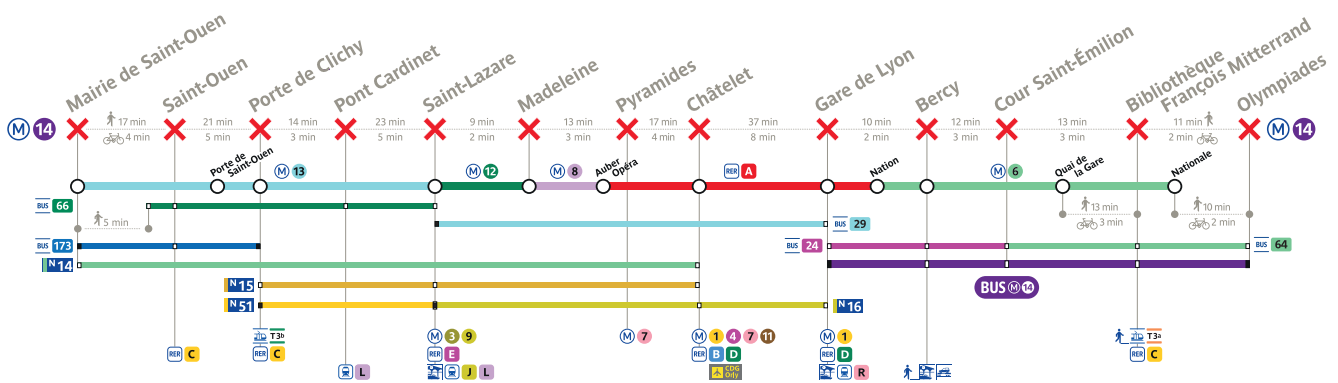 Mairie de Saint-Ouen
Saint-Ouen
Porte de Clichy
Pont Cardinet
Saint-Lazare
Madeleine
Pyramides
Châtelet
Gare de Lyon
Bercy
Cour Saint-Émilion
Bibliothèque
François Mitterrand
Olympiades
M 14
17 min
21 min
14 min
23 min
9 min
13 min
17 min
37 min
10 min
12 min
13 min
11 min
4 min
5 min
3 min
5 min
2 min
3 min
4 min
8 min
2 min
3 min
3 min
2 min
M 14
Porte de
Saint-Ouen
M 13
M 12
M 8
Auber
Opéra
RER A
Nation
M 6
Quai de
la Gare
Nationale
BUS 66
5 min
13 min
3 min
10 min
2 min
BUS 29
BUS 173
BUS 24
BUS 64
N 14
BUS M 14
N 15
N 51
N 16
T3b
M 3 9
M 7
M 1 4 7 11
M 1
T3a
RER C
RER C
RER E
RER B D
RER D
RER C
L
J L
CDG
Orly
R